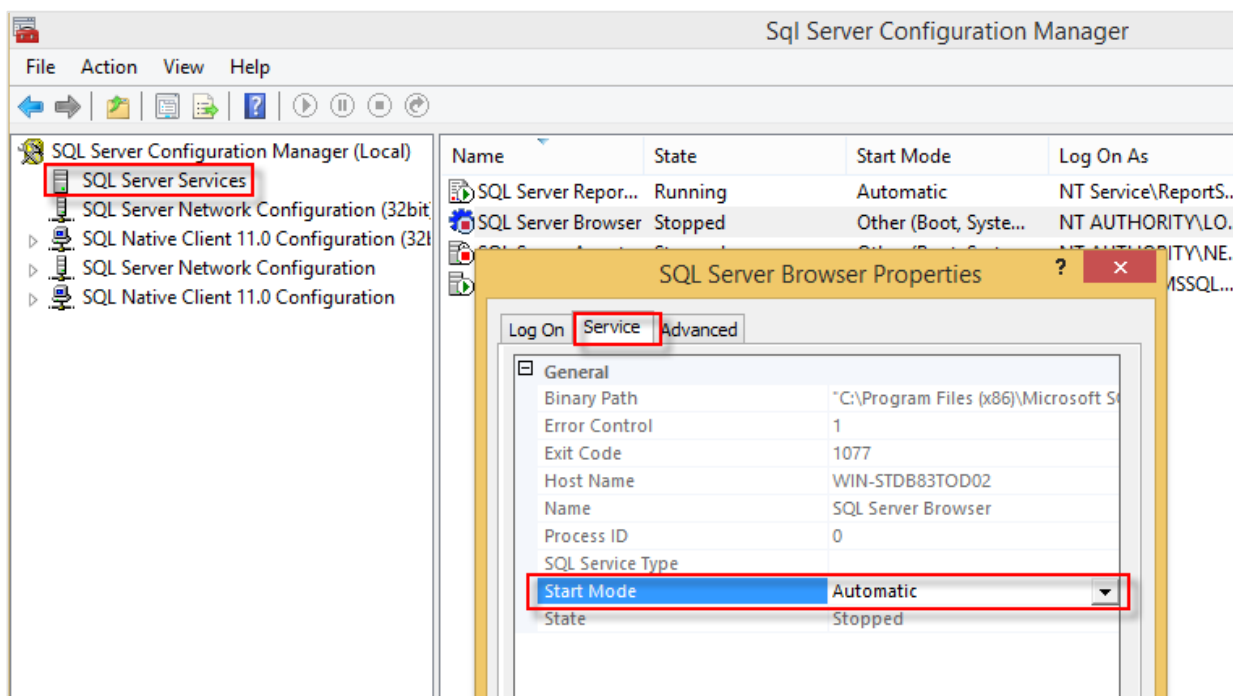 Sql Server Configuration Manager
File Action View Help
SQL Server Configuration Manager (Local)
SQL Server Services
SQL Server Network Configuration (32bit
SQL Native Client 11.0 Configuration (32
SQL Server Network Configuration
SQL Native Client 11.0 Configuration
Name State Start Mode Log On As
SQL Server Repor... Running Automatic NT Service\ReportS...
SQL Server Browser Stopped Other (Boot, Syste... NT AUTHORITY\LO...
NT AUTHORITY\NE...
MSSQL...
SQL Server Browser Properties ?
Log On Service Advanced
General
Binary Path "C:\Program Files (x86)\Microsoft S
Error Control 1
Exit Code 1077
Host Name WIN-STDB83TOD02
Name SQL Server Browser
Process ID 0
SQL Service Type
Start Mode Automatic
State Stopped